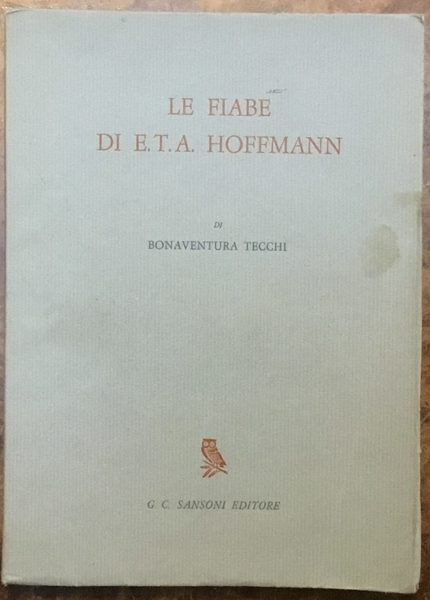 LE FIABE
DI E.T.A. HOFFMANN
DI
BONAVENTURA TECCHI
G. C. SANSONI EDITORE